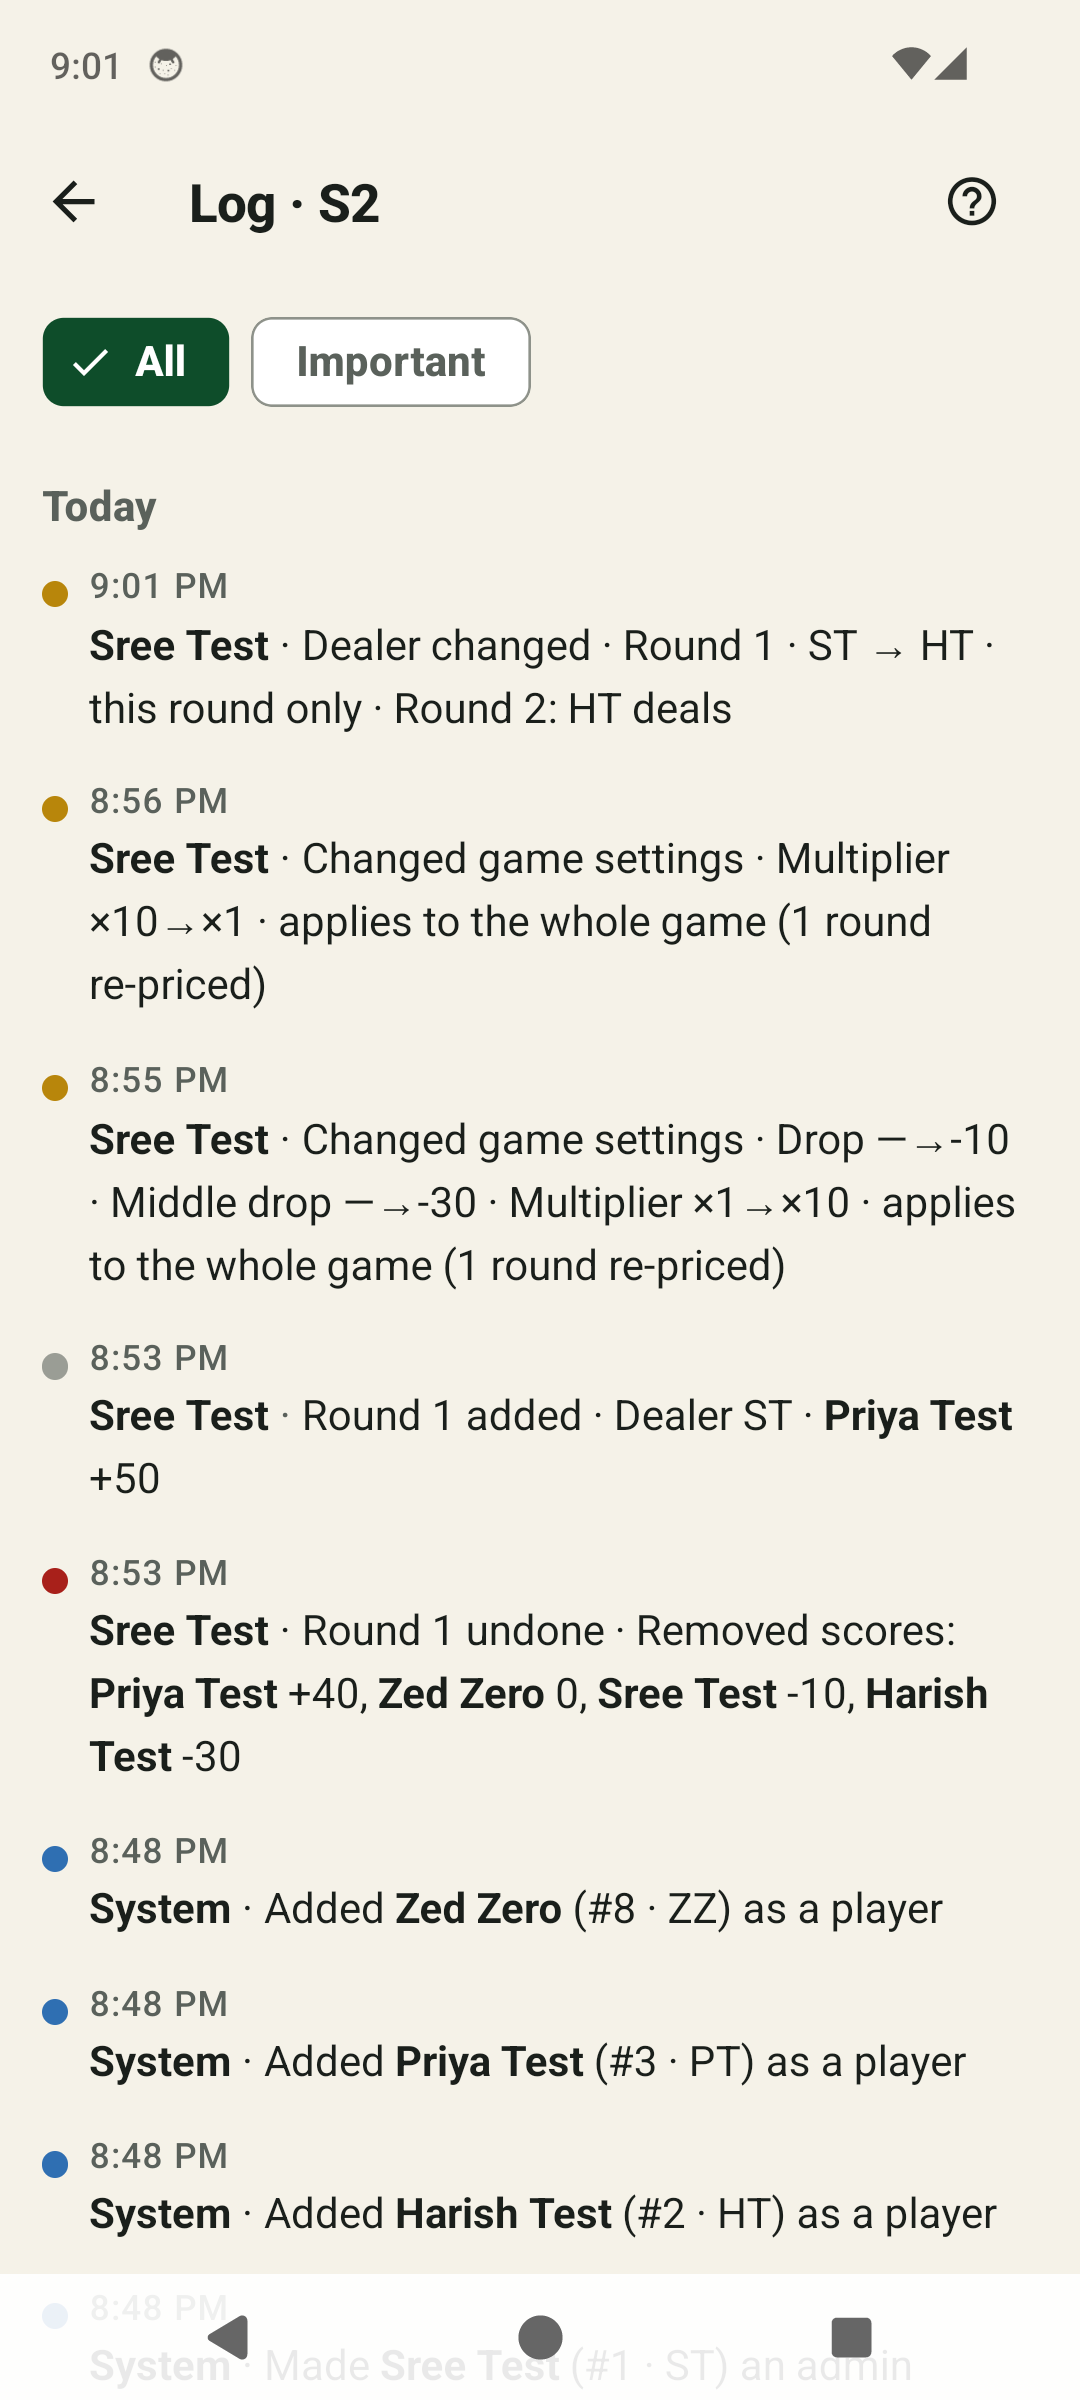 9:01
Log · S2
All
Important
Today
9:01 PM
Sree Test · Dealer changed · Round 1 · ST → HT ·
this round only · Round 2: HT deals
8:56 PM
Sree Test · Changed game settings · Multiplier
×10→×1 · applies to the whole game (1 round
re-priced)
8:55 PM
Sree Test · Changed game settings · Drop —→-10
· Middle drop —→-30 · Multiplier ×1→×10 · applies
to the whole game (1 round re-priced)
8:53 PM
Sree Test · Round 1 added · Dealer ST · Priya Test
+50
8:53 PM
Sree Test · Round 1 undone · Removed scores:
Priya Test +40, Zed Zero 0, Sree Test -10, Harish
Test -30
8:48 PM
System · Added Zed Zero (#8 · ZZ) as a player
8:48 PM
System · Added Priya Test (#3 · PT) as a player
8:48 PM
System · Added Harish Test (#2 · HT) as a player
8:48 PM
System · Made Sree Test (#1 · ST) an admin